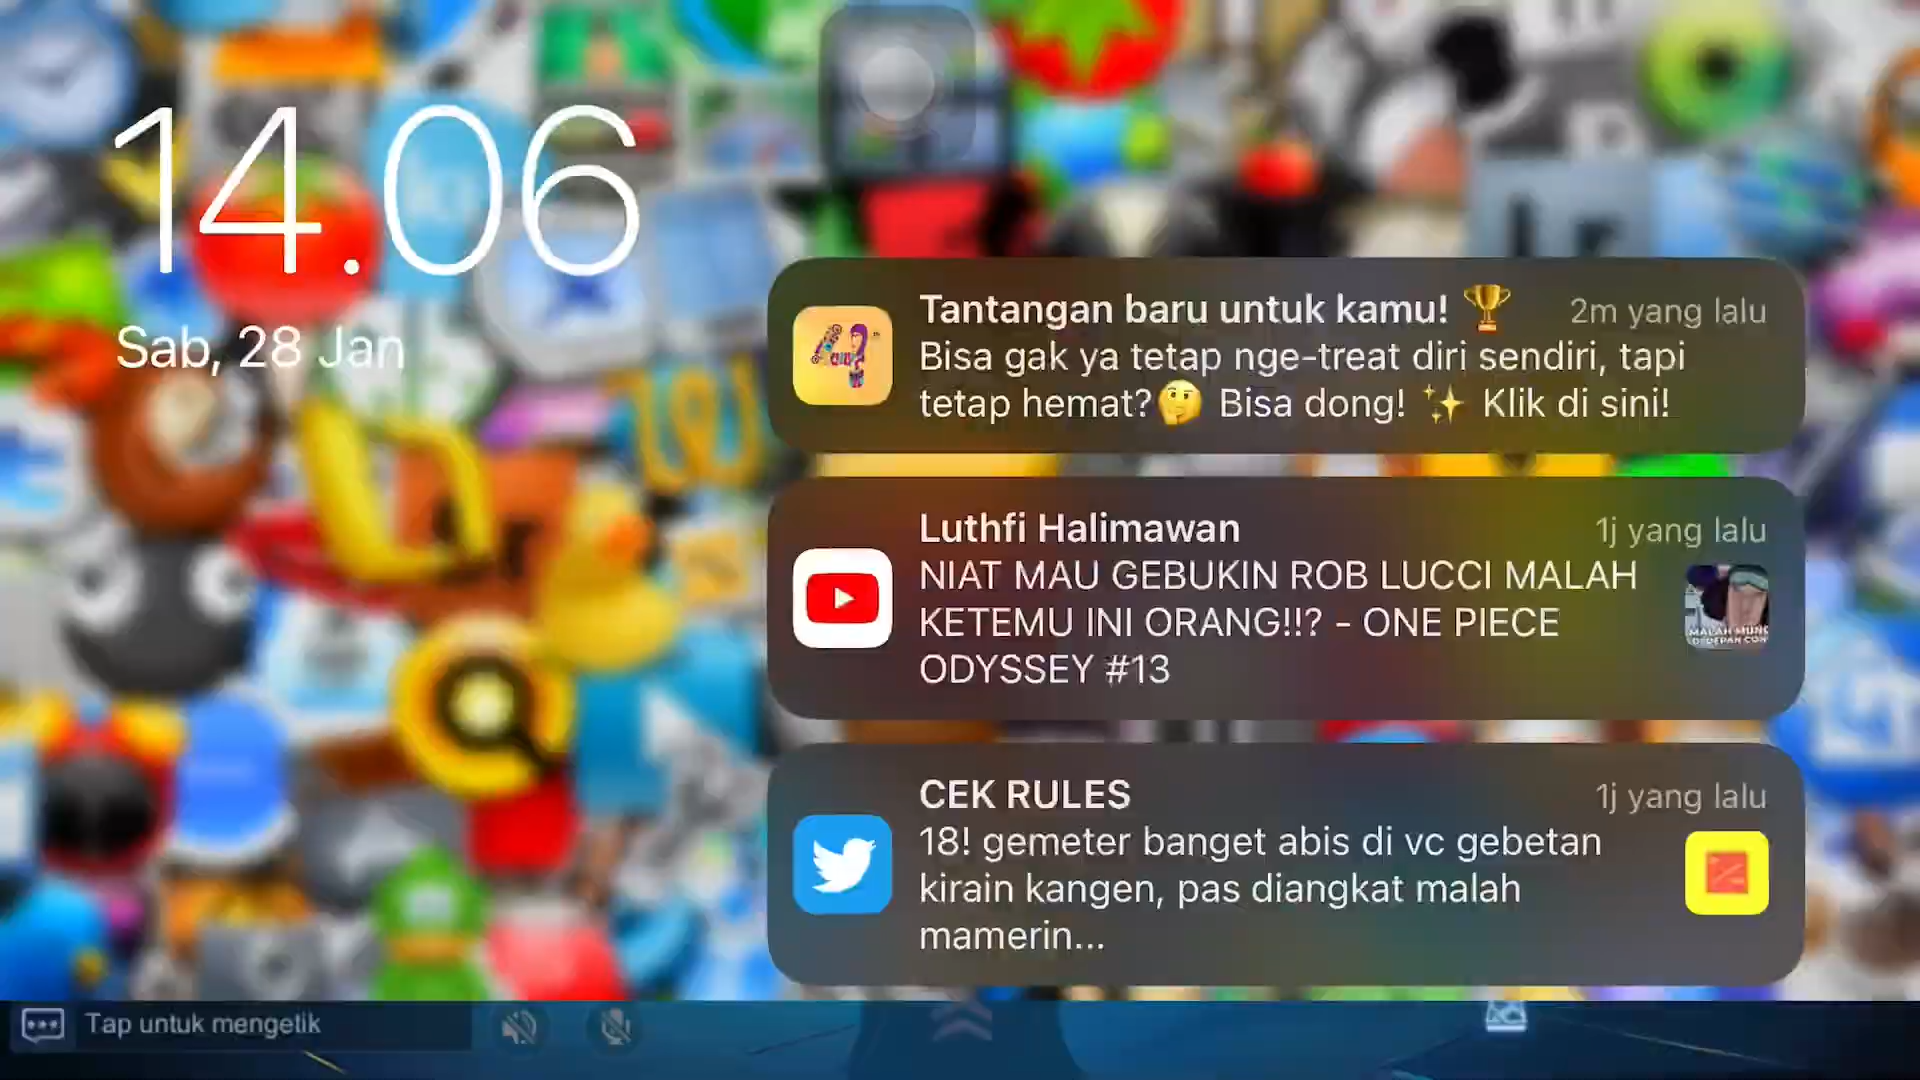 14.06
Sab, 28 Jan
Tantangan baru untuk kamu! 🏆 2m yang lalu
Bisa gak ya tetap nge-treat diri sendiri, tapi
tetap hemat?🤔 Bisa dong! ✨ Klik di sini!
Luthfi Halimawan 1j yang lalu
NIAT MAU GEBUKIN ROB LUCCI MALAH
KETEMU INI ORANG!!? - ONE PIECE
ODYSSEY #13
CEK RULES 1j yang lalu
18! gemeter banget abis di vc gebetan
kirain kangen, pas diangkat malah
mamerin...
Tap untuk mengetik